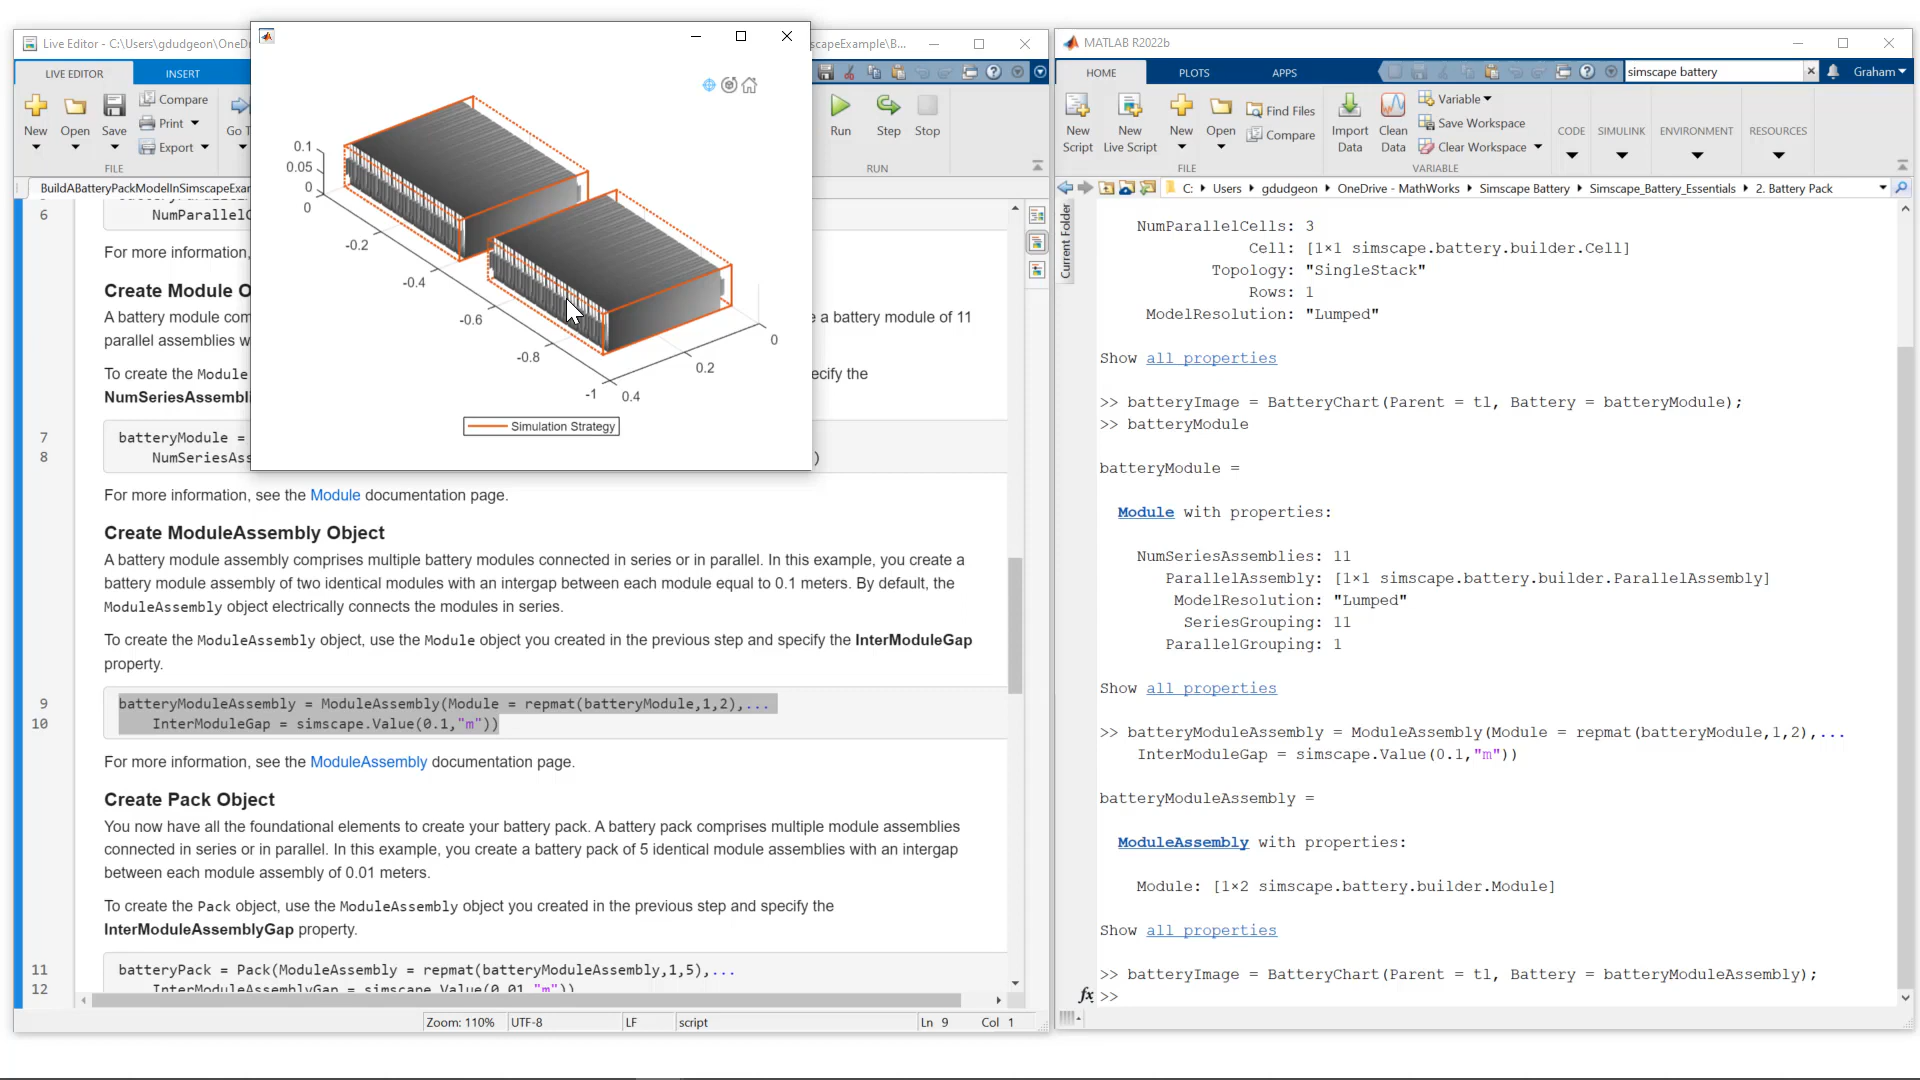 Live Editor - C:\Users\gdudgeon\OneDr
scapeExample\B...
LIVE EDITOR
INSERT
New
Open
Save
Compare
Print
Export
Go T
FILE
Run
Step
Stop
RUN
BuildABatteryPackModelInSimscapeExar
6
NumParallelC
For more information,
Create Module O
A battery module com
e a battery module of 11
parallel assemblies w
To create the Module
ecify the
NumSeriesAssembl
7
batteryModule =
8
NumSeriesAss
)
For more information, see the Module documentation page.
Create ModuleAssembly Object
A battery module assembly comprises multiple battery modules connected in series or in parallel. In this example, you create a
battery module assembly of two identical modules with an intergap between each module equal to 0.1 meters. By default, the
ModuleAssembly object electrically connects the modules in series.
To create the ModuleAssembly object, use the Module object you created in the previous step and specify the InterModuleGap
property.
9
batteryModuleAssembly = ModuleAssembly(Module = repmat(batteryModule,1,2),...
10
InterModuleGap = simscape.Value(0.1,"m"))
For more information, see the ModuleAssembly documentation page.
Create Pack Object
You now have all the foundational elements to create your battery pack. A battery pack comprises multiple module assemblies
connected in series or in parallel. In this example, you create a battery pack of 5 identical module assemblies with an intergap
between each module assembly of 0.01 meters.
To create the Pack object, use the ModuleAssembly object you created in the previous step and specify the
InterModuleAssemblyGap property.
11
batteryPack = Pack(ModuleAssembly = repmat(batteryModuleAssembly,1,5),...
12
InterModuleAssemblyGap = simscape.Value(0.01,"m"))
Zoom: 110%
UTF-8
LF
script
Ln 9
Col 1
0.1
0.05
0
0
-0.2
-0.4
-0.6
-0.8
-1
0.4
0.2
0
Simulation Strategy
MATLAB R2022b
HOME
PLOTS
APPS
simscape battery
Graham
New
Script
New
Live Script
New
Open
Find Files
Compare
Import
Data
Clean
Data
Variable
Save Workspace
Clear Workspace
CODE
SIMULINK
ENVIRONMENT
RESOURCES
FILE
VARIABLE
C: Users gdudgeon OneDrive - MathWorks Simscape Battery Simscape_Battery_Essentials 2. Battery Pack
Current Folder
NumParallelCells: 3
Cell: [1×1 simscape.battery.builder.Cell]
Topology: "SingleStack"
Rows: 1
ModelResolution: "Lumped"
Show all properties
>> batteryImage = BatteryChart(Parent = tl, Battery = batteryModule);
>> batteryModule
batteryModule =
Module with properties:
NumSeriesAssemblies: 11
ParallelAssembly: [1×1 simscape.battery.builder.ParallelAssembly]
ModelResolution: "Lumped"
SeriesGrouping: 11
ParallelGrouping: 1
Show all properties
>> batteryModuleAssembly = ModuleAssembly(Module = repmat(batteryModule,1,2),...
InterModuleGap = simscape.Value(0.1,"m"))
batteryModuleAssembly =
ModuleAssembly with properties:
Module: [1×2 simscape.battery.builder.Module]
Show all properties
>> batteryImage = BatteryChart(Parent = tl, Battery = batteryModuleAssembly);
fx >>